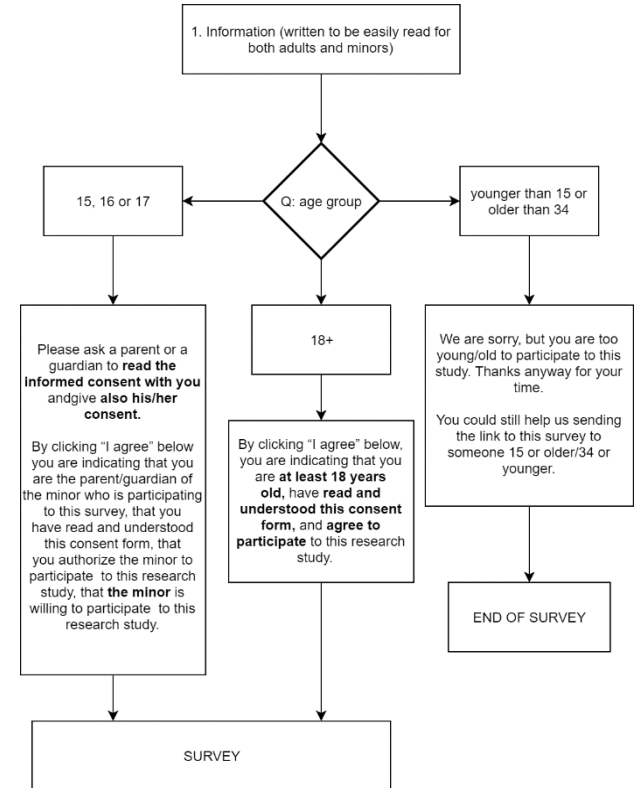 1. Information (written to be easily read for
both adults and minors)
Q: age group
15, 16 or 17
younger than 15 or
older than 34
18+
Please ask a parent or a
guardian to read the
informed consent with you
andgive also his/her
consent.
By clicking “I agree” below
you are indicating that you
are the parent/guardian of
the minor who is participating
to this survey, that you
have read and understood
this consent form, that
you authorize the minor to
participate to this research
study, that the minor is
willing to participate to this
research study.
By clicking “I agree” below,
you are indicating that you
are at least 18 years
old, have read and
understood this consent
form, and agree to
participate to this research
study.
We are sorry, but you are too
young/old to participate to this
study. Thanks anyway for your
time.
You could still help us sending
the link to this survey to
someone 15 or older/34 or
younger.
END OF SURVEY
SURVEY